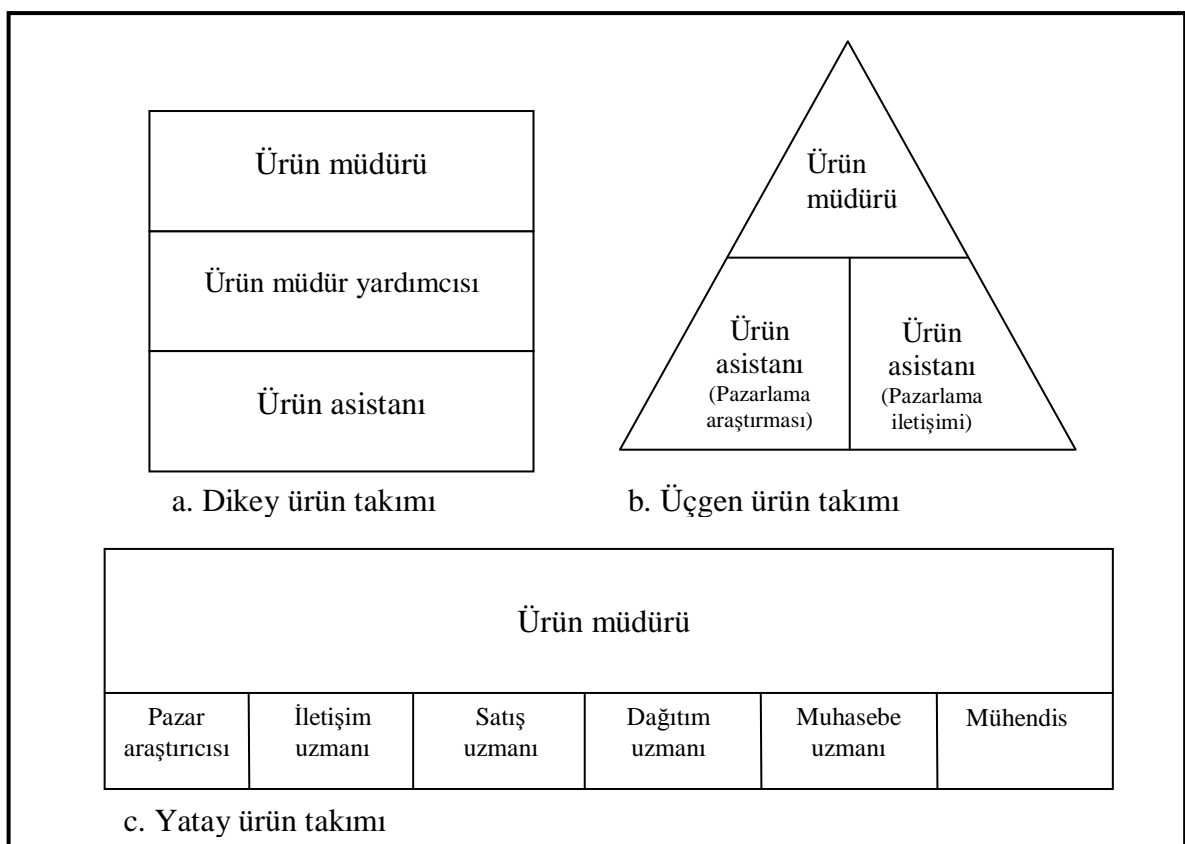 Ürün müdürü
Ürün müdür yardımcısı
Ürün asistanı
a. Dikey ürün takımı
Ürün
müdürü
Ürün
asistanı
(Pazarlama
araştırması)
Ürün
asistanı
(Pazarlama
iletişimi)
b. Üçgen ürün takımı
Ürün müdürü
Pazar
araştırıcısı
İletişim
uzmanı
Satış
uzmanı
Dağıtım
uzmanı
Muhasebe
uzmanı
Mühendis
c. Yatay ürün takımı